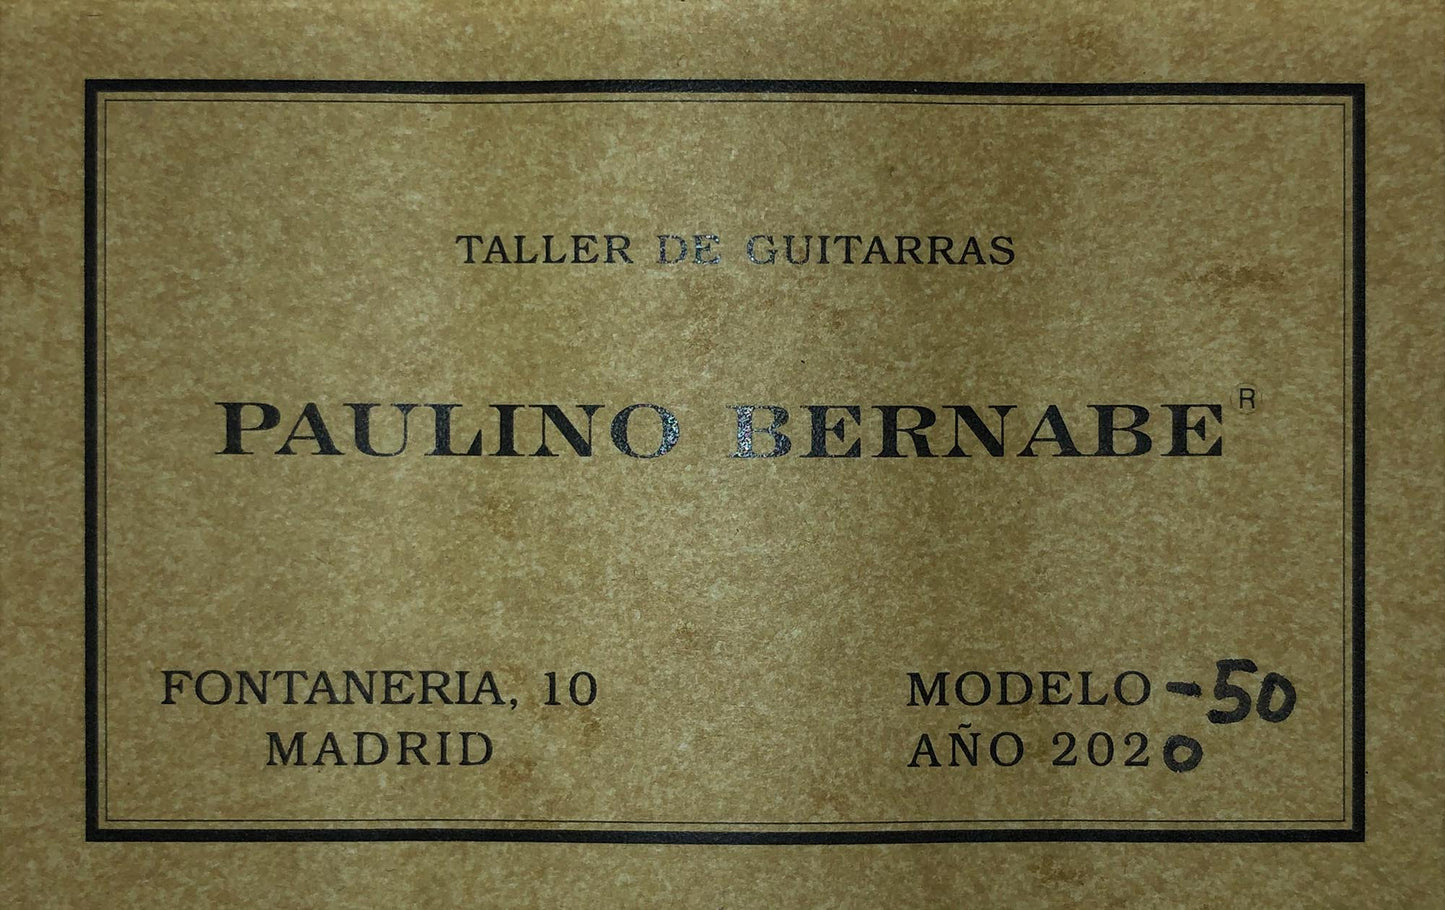 TALLER DE GUITARRAS
PAULINO BERNABE®
FONTANERIA, 10
MADRID
MODELO -50
AÑO 2020